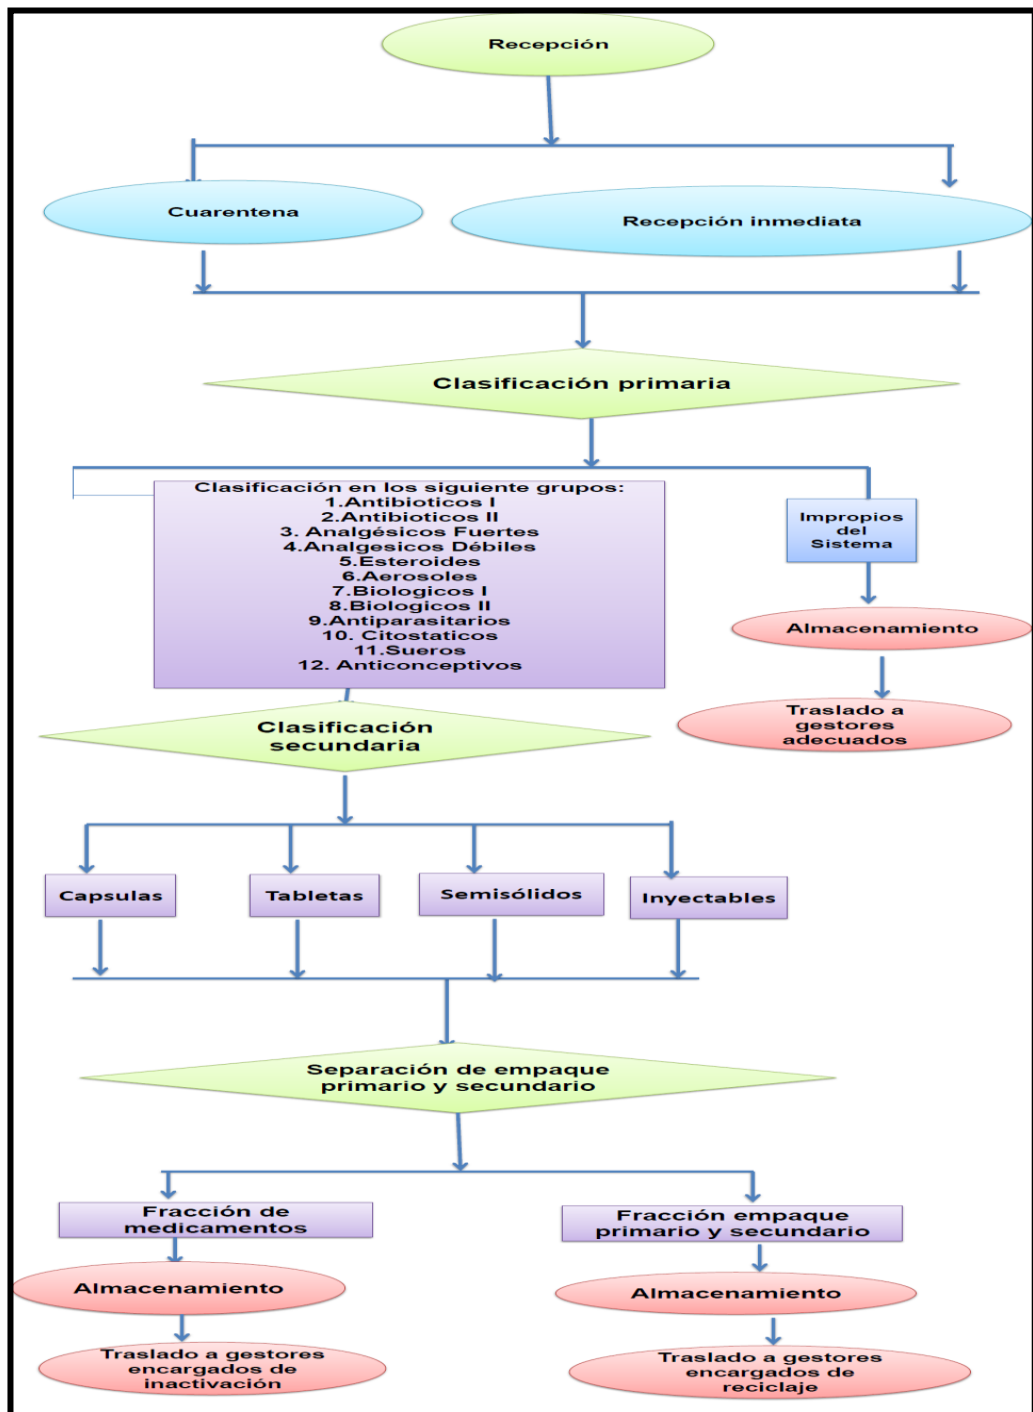 Recepción
Cuarentena
Recepción inmediata
Clasificación primaria
Clasificación en los siguiente grupos:
1.Antibioticos I
2.Antibioticos II
3. Analgésicos Fuertes
4.Analgesicos Débiles
5.Esteroides
6.Aerosoles
7.Biologicos I
8.Biologicos II
9.Antiparasitarios
10. Citostaticos
11.Sueros
12. Anticonceptivos
Impropios
del
Sistema
Almacenamiento
Traslado a
gestores
adecuados
Clasificación
secundaria
Capsulas
Tabletas
Semisólidos
Inyectables
Separación de empaque
primario y secundario
Fracción de
medicamentos
Almacenamiento
Traslado a gestores
encargados de
inactivación
Fracción empaque
primario y secundario
Almacenamiento
Traslado a gestores
encargados de
reciclaje